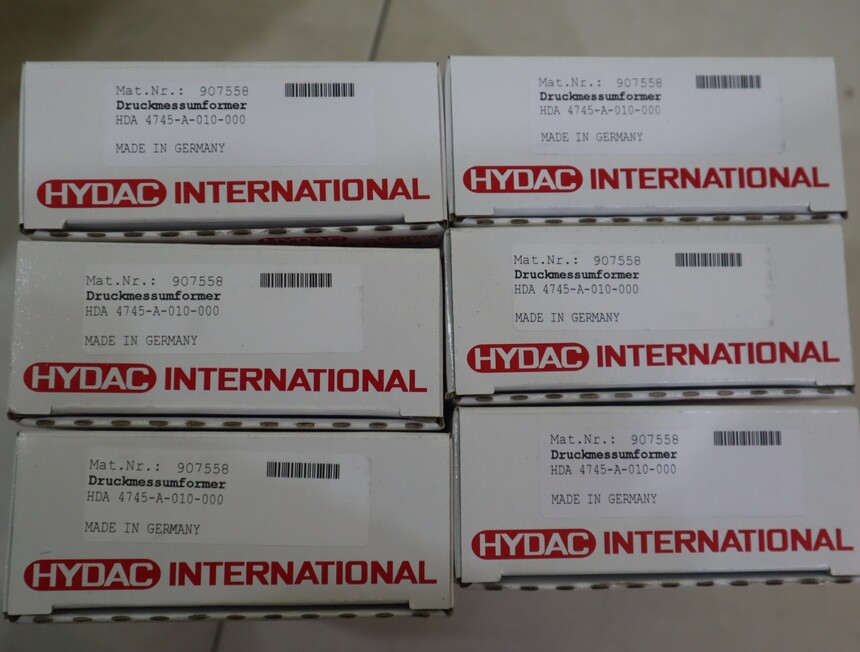 Mat.Nr.: 907558
Druckmessumformer
HDA 4745-A-010-000
MADE IN GERMANY
HYDAC INTERNATIONAL
Mat.Nr.: 907558
Druckmessumformer
HDA 4745-A-010-000
MADE IN GERMANY
HYDAC INTERNATIONAL
HYDAC
Mat.Nr.: 907558
Druckmessumformer
HDA 4745-A-010-000
MADE IN GERMANY
HYDAC INTERNATIONAL
Mat.Nr.: 907558
Druckmessumformer
HDA 4745-A-010-000
MADE IN GERMANY
HYDAC INTERNATIONAL
Mat.Nr.: 907558
Druckmessumformer
HDA 4745-A-010-000
MADE IN GERMANY
HYDAC INTERNATIONAL
Mat.Nr.: 907558
Druckmessumformer
HDA 4745-A-010-000
MADE IN GERMANY
HYDAC INTERNATIONAL